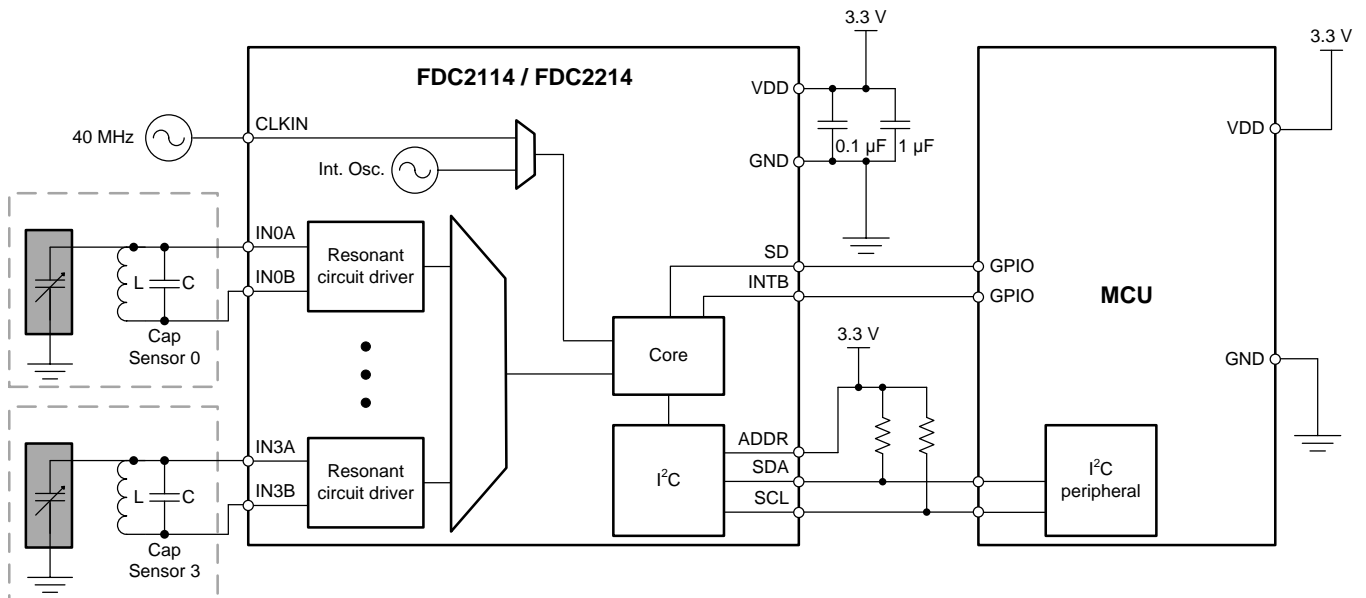 FDC2114 / FDC2214
40 MHz
CLKIN
Int. Osc.
IN0A
IN0B
Resonant
circuit driver
L
C
Cap
Sensor 0
IN3A
IN3B
Resonant
circuit driver
L
C
Cap
Sensor 3
Core
I²C
VDD
GND
SD
INTB
ADDR
SDA
SCL
3.3 V
0.1 µF
1 µF
3.3 V
MCU
GPIO
GPIO
I²C
peripheral
VDD
GND
3.3 V